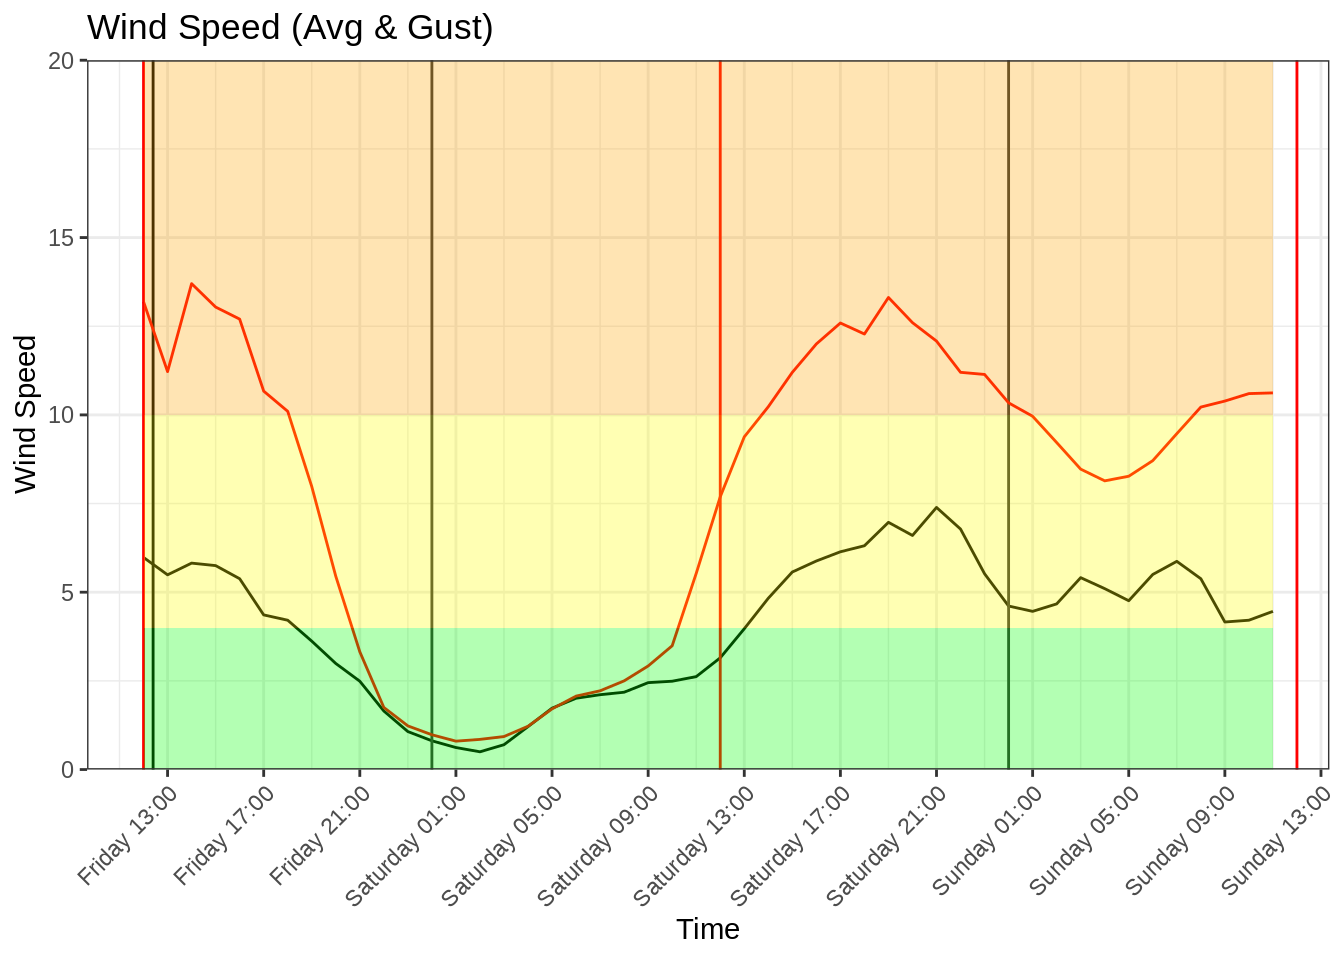 Wind Speed (Avg & Gust)
20
15
10
5
0
Wind Speed
Friday 13:00
Friday 17:00
Friday 21:00
Saturday 01:00
Saturday 05:00
Saturday 09:00
Saturday 13:00
Saturday 17:00
Saturday 21:00
Sunday 01:00
Sunday 05:00
Sunday 09:00
Sunday 13:00
Time